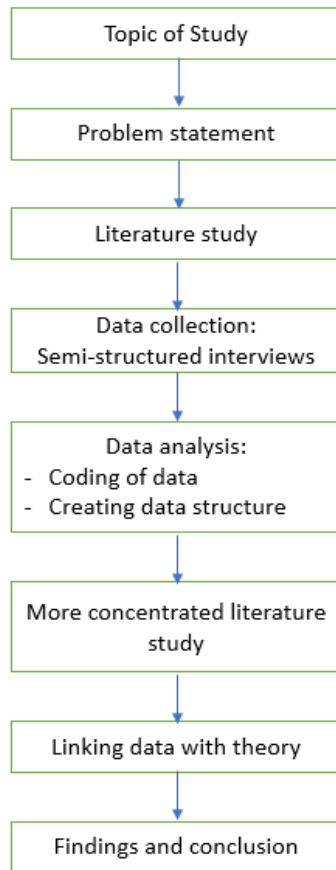 Topic of Study
Problem statement
Literature study
Data collection:
Semi-structured interviews
Data analysis:
- Coding of data
- Creating data structure
More concentrated literature
study
Linking data with theory
Findings and conclusion